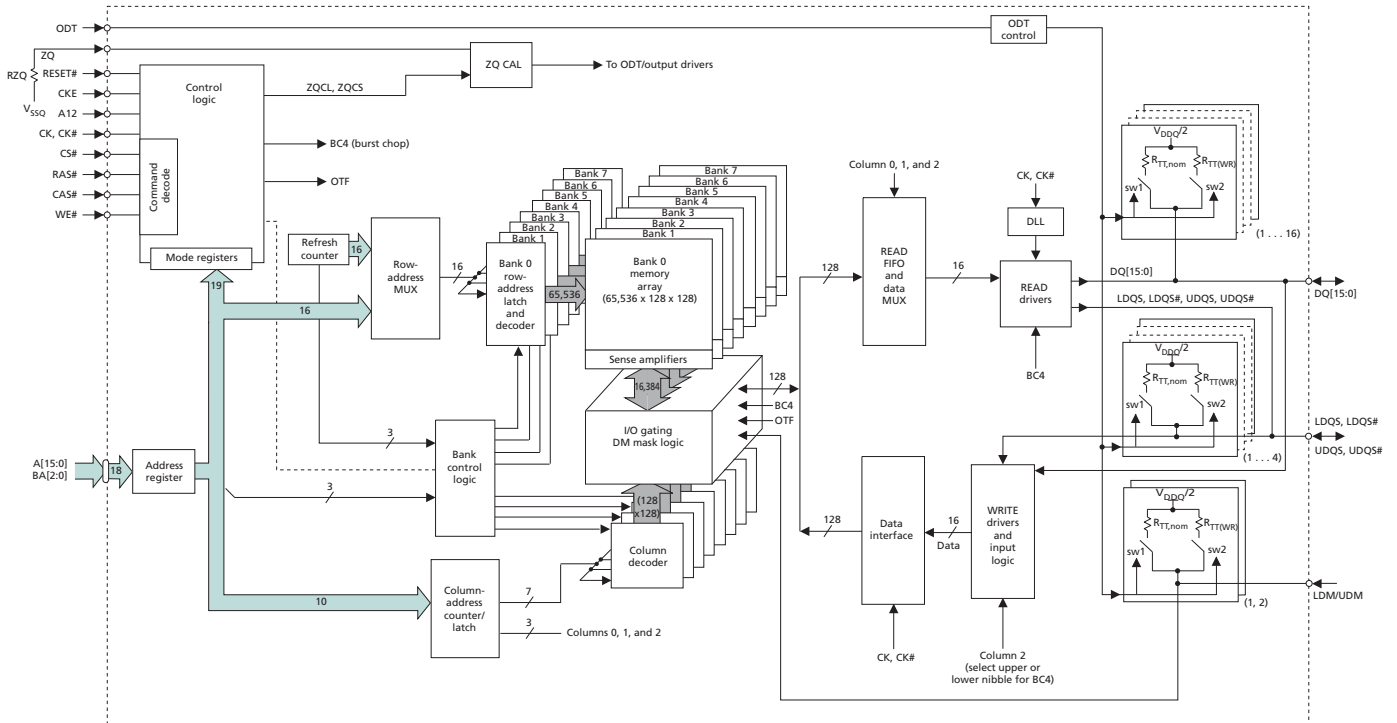 ODT
ODT
control
ZQ
RZQ
RESET#
CKE
VSSQ
A12
CK, CK#
CS#
RAS#
CAS#
WE#
Control
logic
Command
decode
Mode registers
ZQ CAL
To ODT/output drivers
ZQCL, ZQCS
BC4 (burst chop)
OTF
Refresh
counter
16
Row-
address
MUX
16
19
16
Bank 7
Bank 6
Bank 5
Bank 4
Bank 3
Bank 2
Bank 1
Bank 0
row-
address
latch
and
decoder
65,536
Bank 7
Bank 6
Bank 5
Bank 4
Bank 3
Bank 2
Bank 1
Bank 0
memory
array
(65,536 x 128 x 128)
Sense amplifiers
16,384
I/O gating
DM mask logic
128
BC4
OTF
(128
x128)
Column
decoder
A[15:0]
BA[2:0]
18
Address
register
3
3
Bank
control
logic
10
Column-
address
counter/
latch
7
3
Columns 0, 1, and 2
Column 0, 1, and 2
128
READ
FIFO
and
data
MUX
16
CK, CK#
DLL
READ
drivers
BC4
DQ[15:0]
LDQS, LDQS#, UDQS, UDQS#
128
Data
interface
16
Data
CK, CK#
WRITE
drivers
and
input
logic
Column 2
(select upper or
lower nibble for BC4)
VDDQ/2
RTT,nom
RTT(WR)
sw1
sw2
(1 . . . 16)
DQ[15:0]
VDDQ/2
RTT,nom
RTT(WR)
sw1
sw2
(1 . . . 4)
LDQS, LDQS#
UDQS, UDQS#
VDDQ/2
RTT,nom
RTT(WR)
sw1
sw2
(1, 2)
LDM/UDM